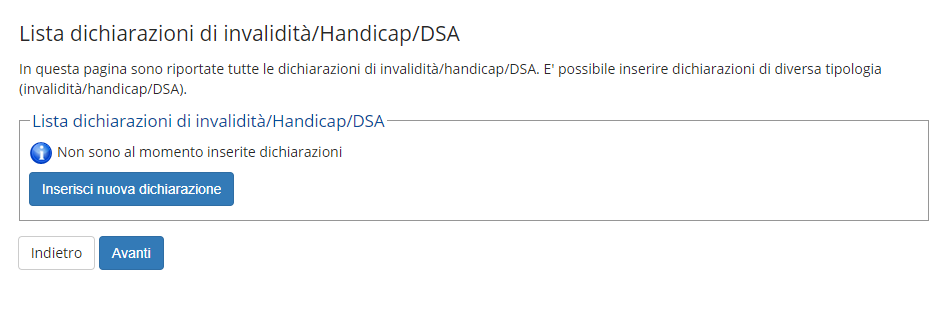 Lista dichiarazioni di invalidità/Handicap/DSA
In questa pagina sono riportate tutte le dichiarazioni di invalidità/handicap/DSA. E' possibile inserire dichiarazioni di diversa tipologia
(invalidità/handicap/DSA).
Lista dichiarazioni di invalidità/Handicap/DSA
Non sono al momento inserite dichiarazioni
Inserisci nuova dichiarazione
Indietro Avanti